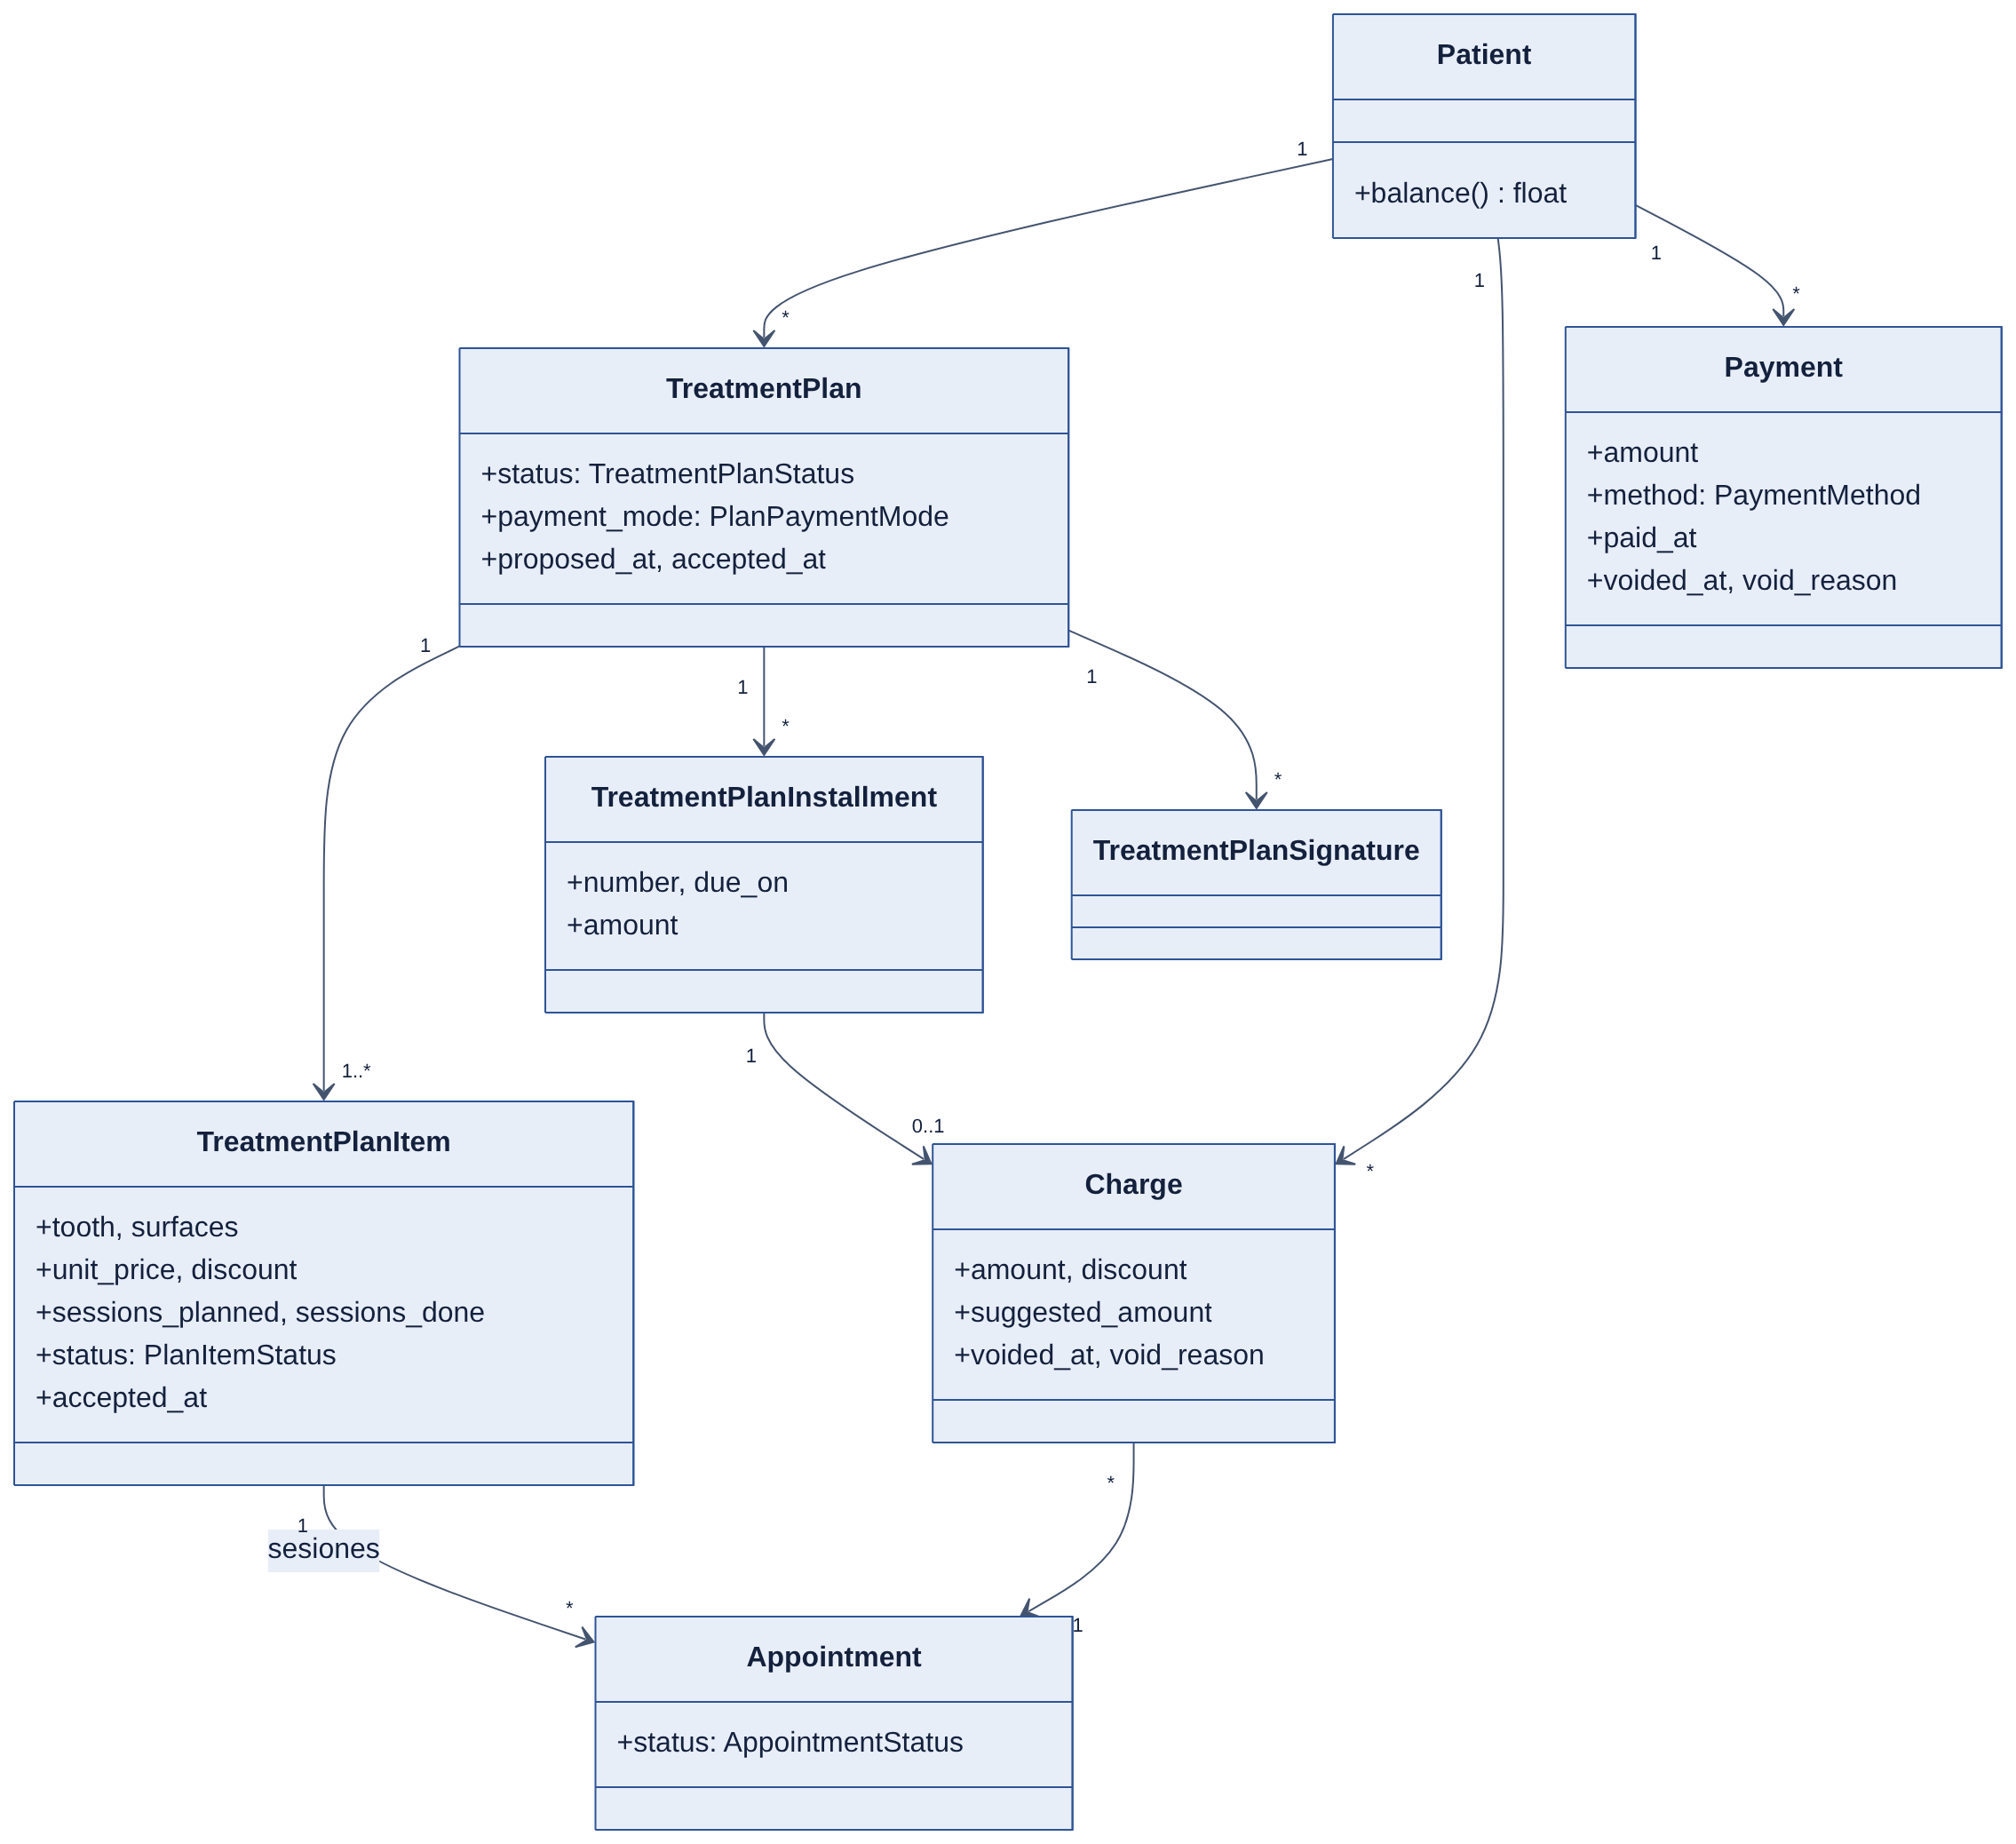 Patient
+balance() : float
1
*
1
1
*
TreatmentPlan
+status: TreatmentPlanStatus
+payment_mode: PlanPaymentMode
+proposed_at, accepted_at
Payment
+amount
+method: PaymentMethod
+paid_at
+voided_at, void_reason
1
1
*
1
*
TreatmentPlanInstallment
+number, due_on
+amount
TreatmentPlanSignature
1..*
1
0..1
*
TreatmentPlanItem
+tooth, surfaces
+unit_price, discount
+sessions_planned, sessions_done
+status: PlanItemStatus
+accepted_at
Charge
+amount, discount
+suggested_amount
+voided_at, void_reason
1
sesiones
*
*
1
Appointment
+status: AppointmentStatus